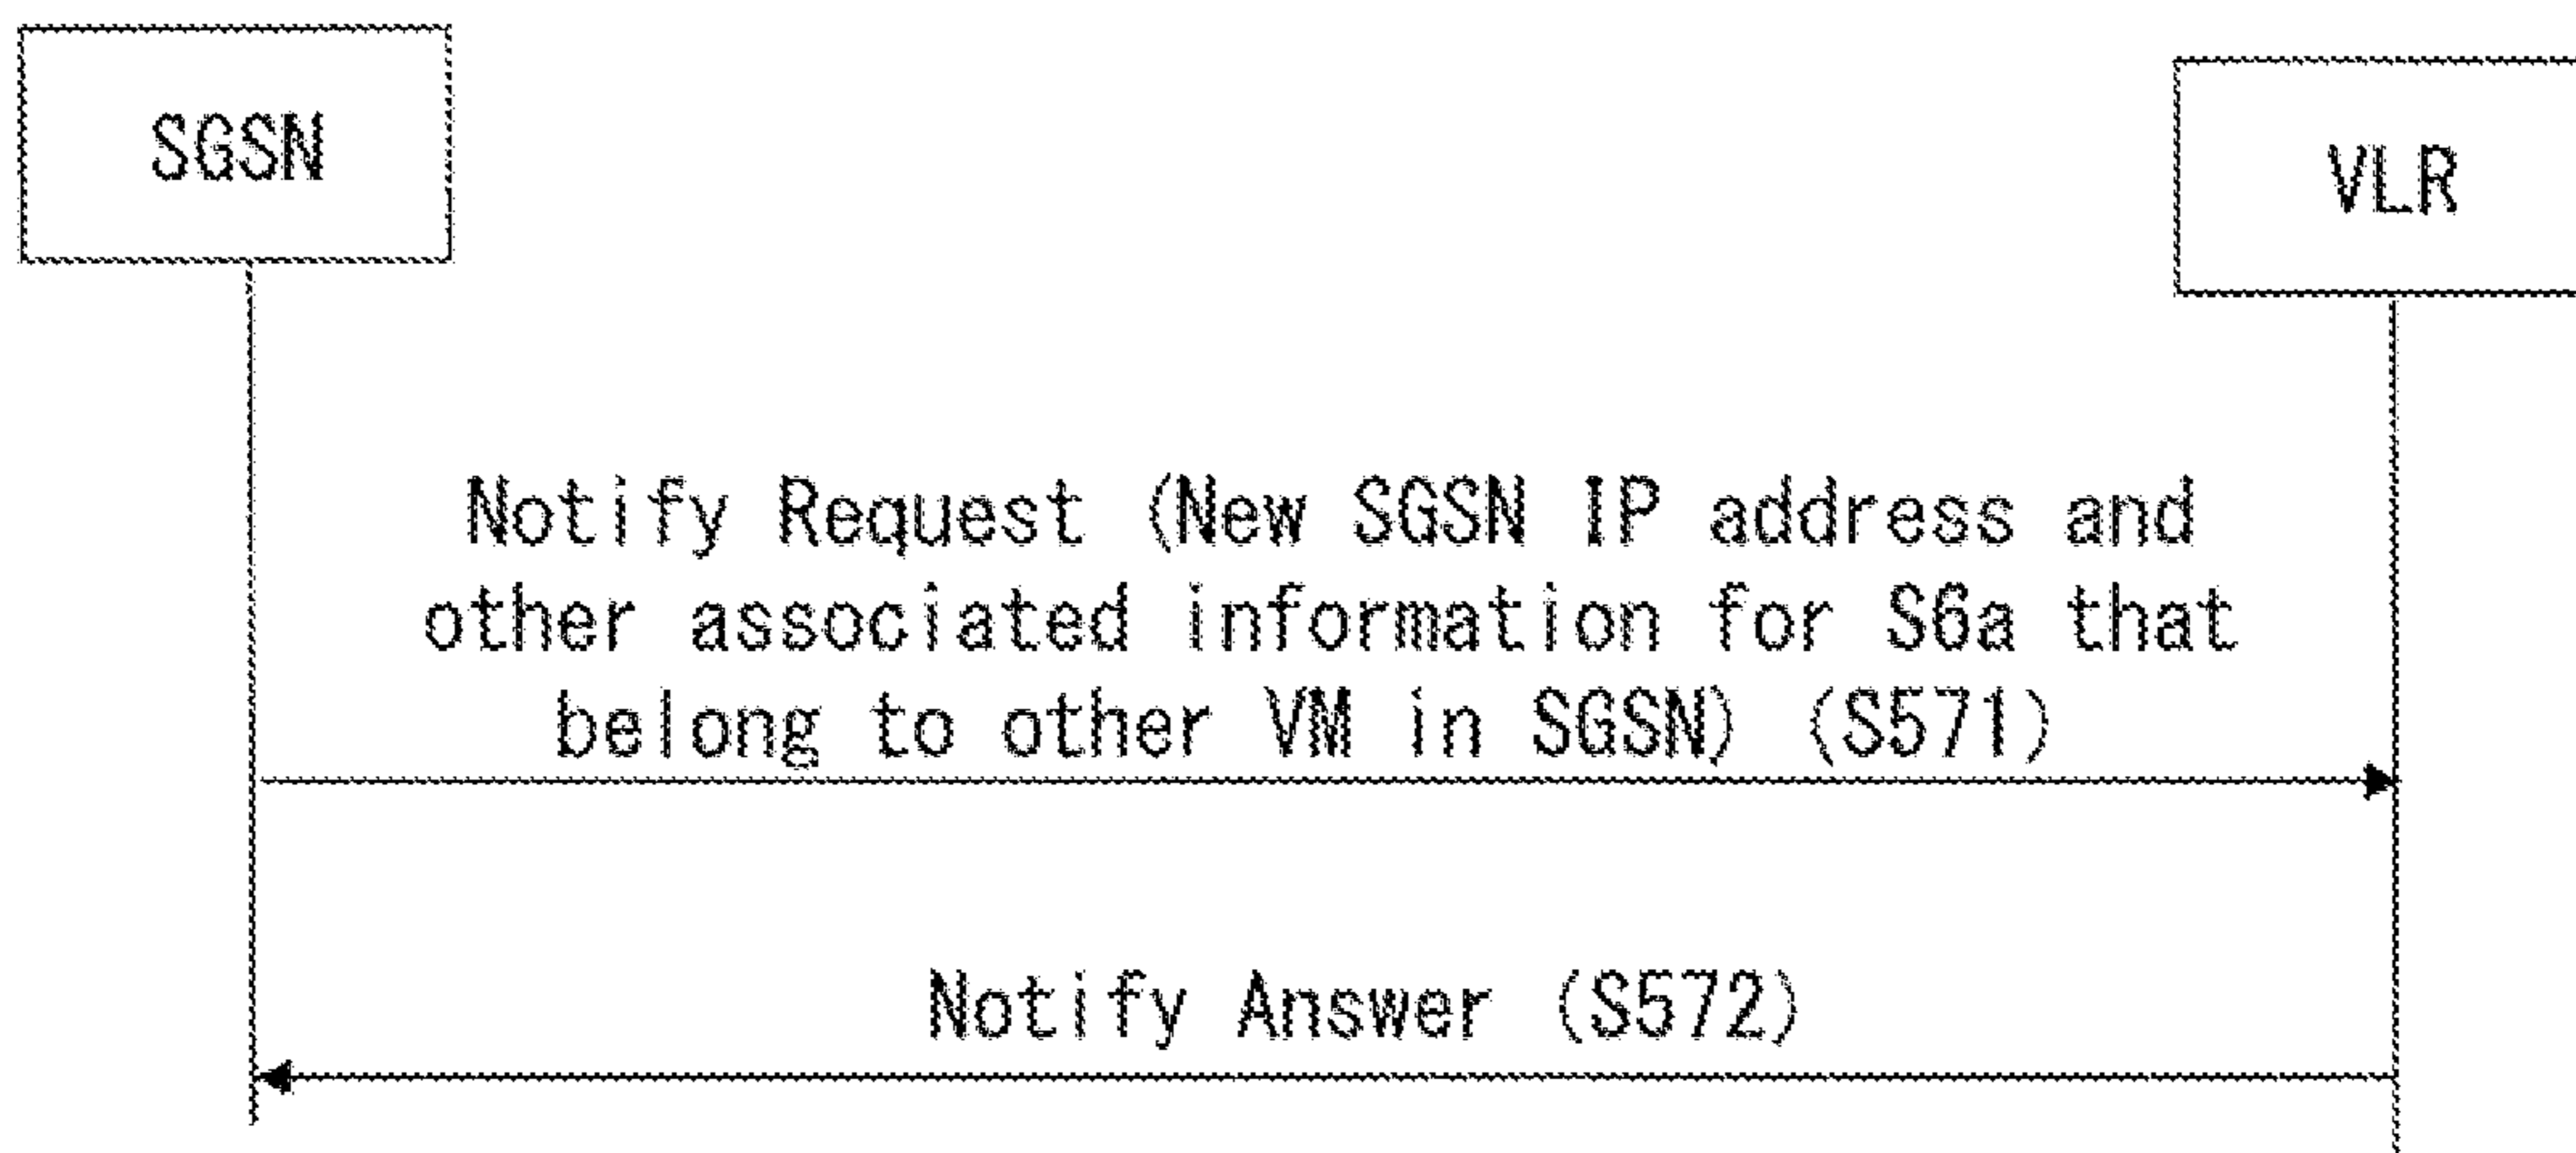 SGSN
VLR
Notify Request (New SGSN IP address and
other associated information for S6a that
belong to other VM in SGSN) (S571)
Notify Answer (S572)